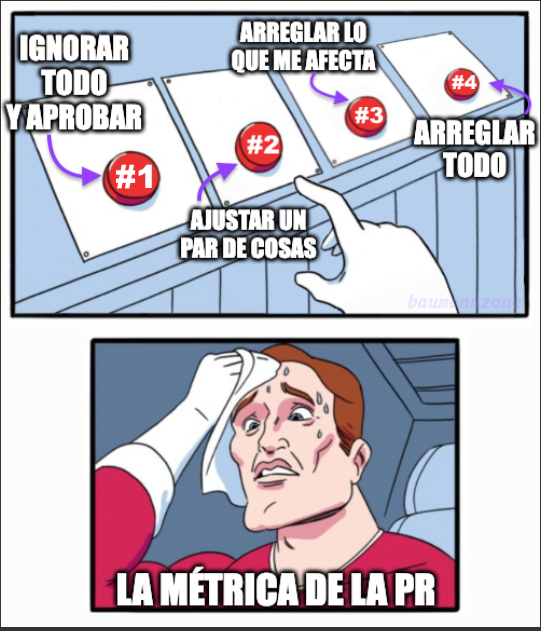 IGNORAR
TODO
Y APROBAR
#1
AJUSTAR UN
PAR DE COSAS
#2
ARREGLAR LO
QUE ME AFECTA
#3
ARREGLAR
TODO
#4
baumannzone
LA MÉTRICA DE LA PR